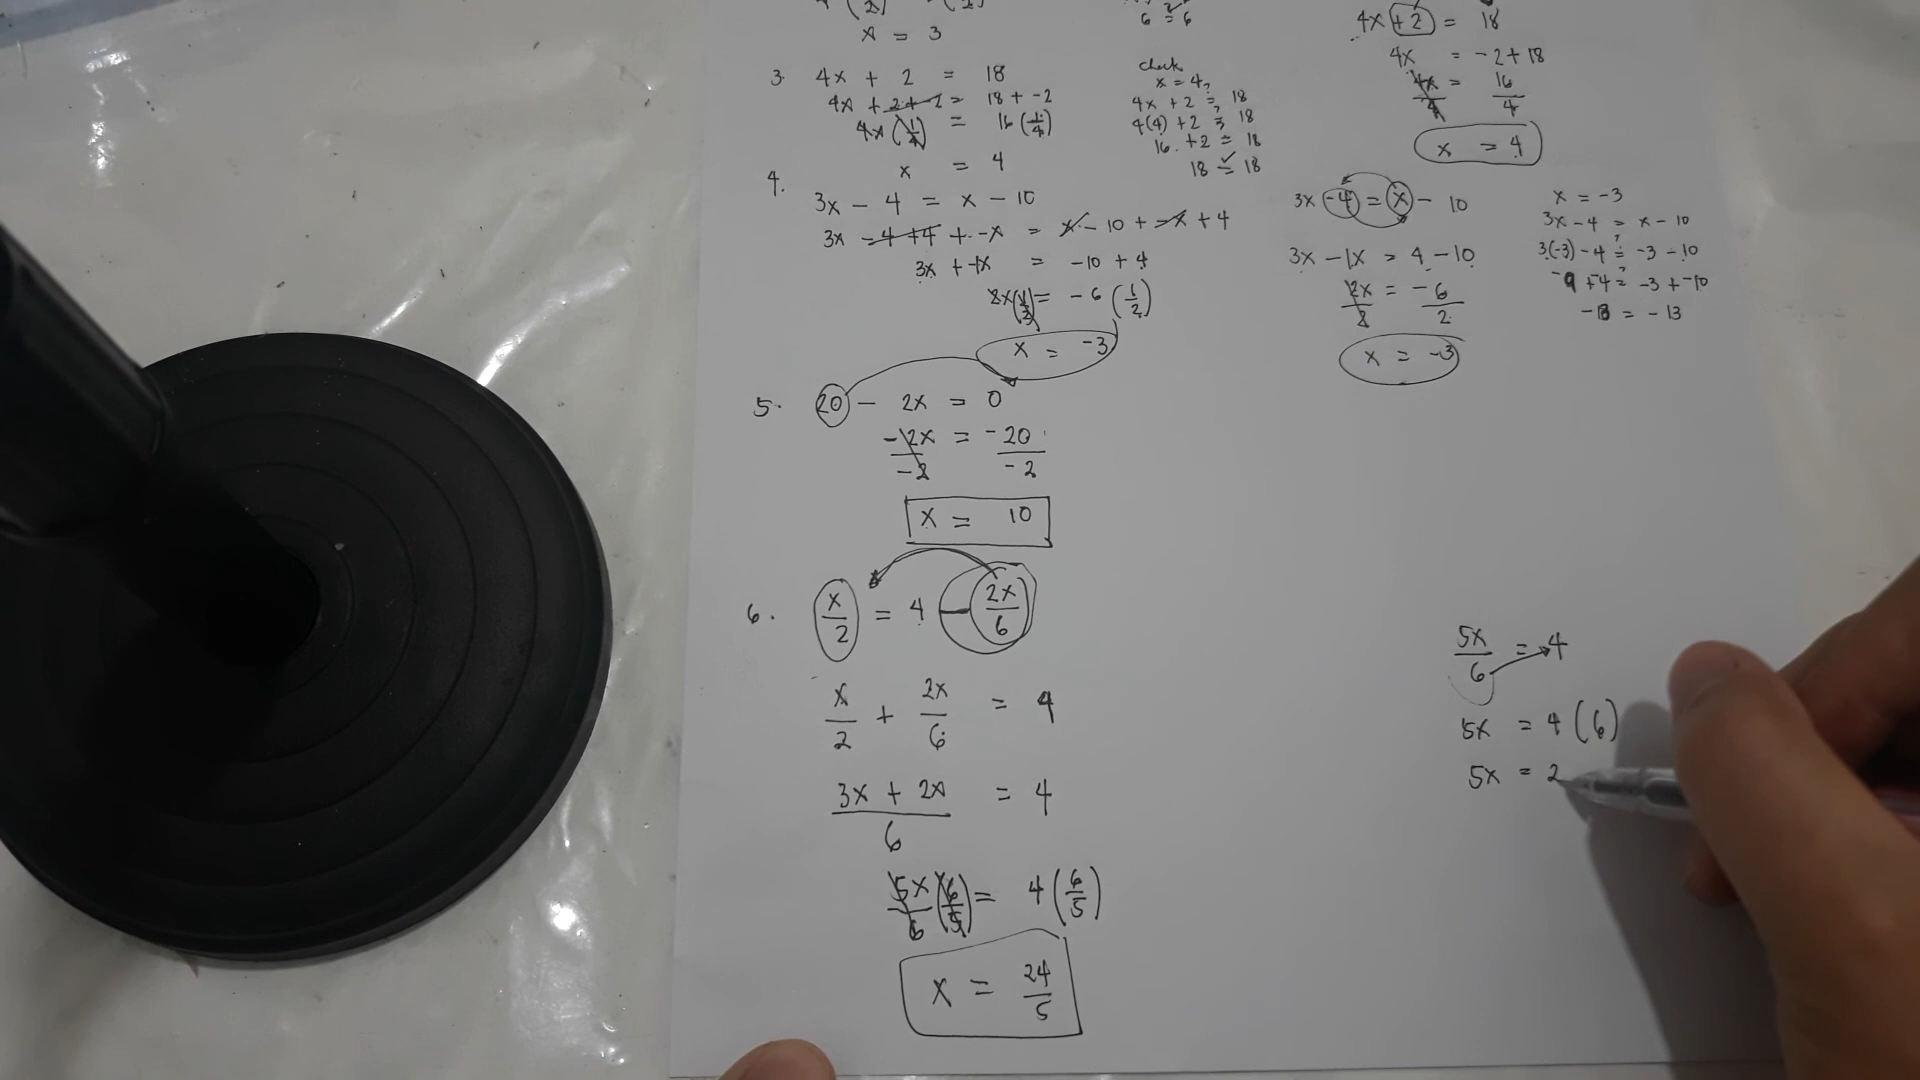 x = 3
6 = 6
4x + 2 = 18
4x = -2 + 18
4x/4 = 16/4
x = 4
3. 4x + 2 = 18
4x + 2 + -2 = 18 + -2
4x (1/4) = 16 (1/4)
x = 4
check
x = 4
4x + 2 ≟ 18
4(4) + 2 ≟ 18
16 + 2 = 18
18 = 18
4.
3x - 4 = x - 10
3x - 4 + 4 + -x = x - 10 + -x + 4
3x + -1x = -10 + 4
2x (1/2) = -6 (1/2)
x = -3
3x - 4 = x - 10
3x - 1x = 4 - 10
2x/2 = -6/2
x = -3
x = -3
3x - 4 = x - 10
3(-3) - 4 ≟ -3 - 10
-9 + -4 ≟ -3 + -10
-13 = -13
5. 20 - 2x = 0
-2x/-2 = -20/-2
x = 10
6. x/2 = 4 - 2x/6
x/2 + 2x/6 = 4
3x + 2x/6 = 4
5x/6 (6/5) = 4 (6/5)
x = 24/5
5x/6 = 4
5x = 4 (6)
5x = 2